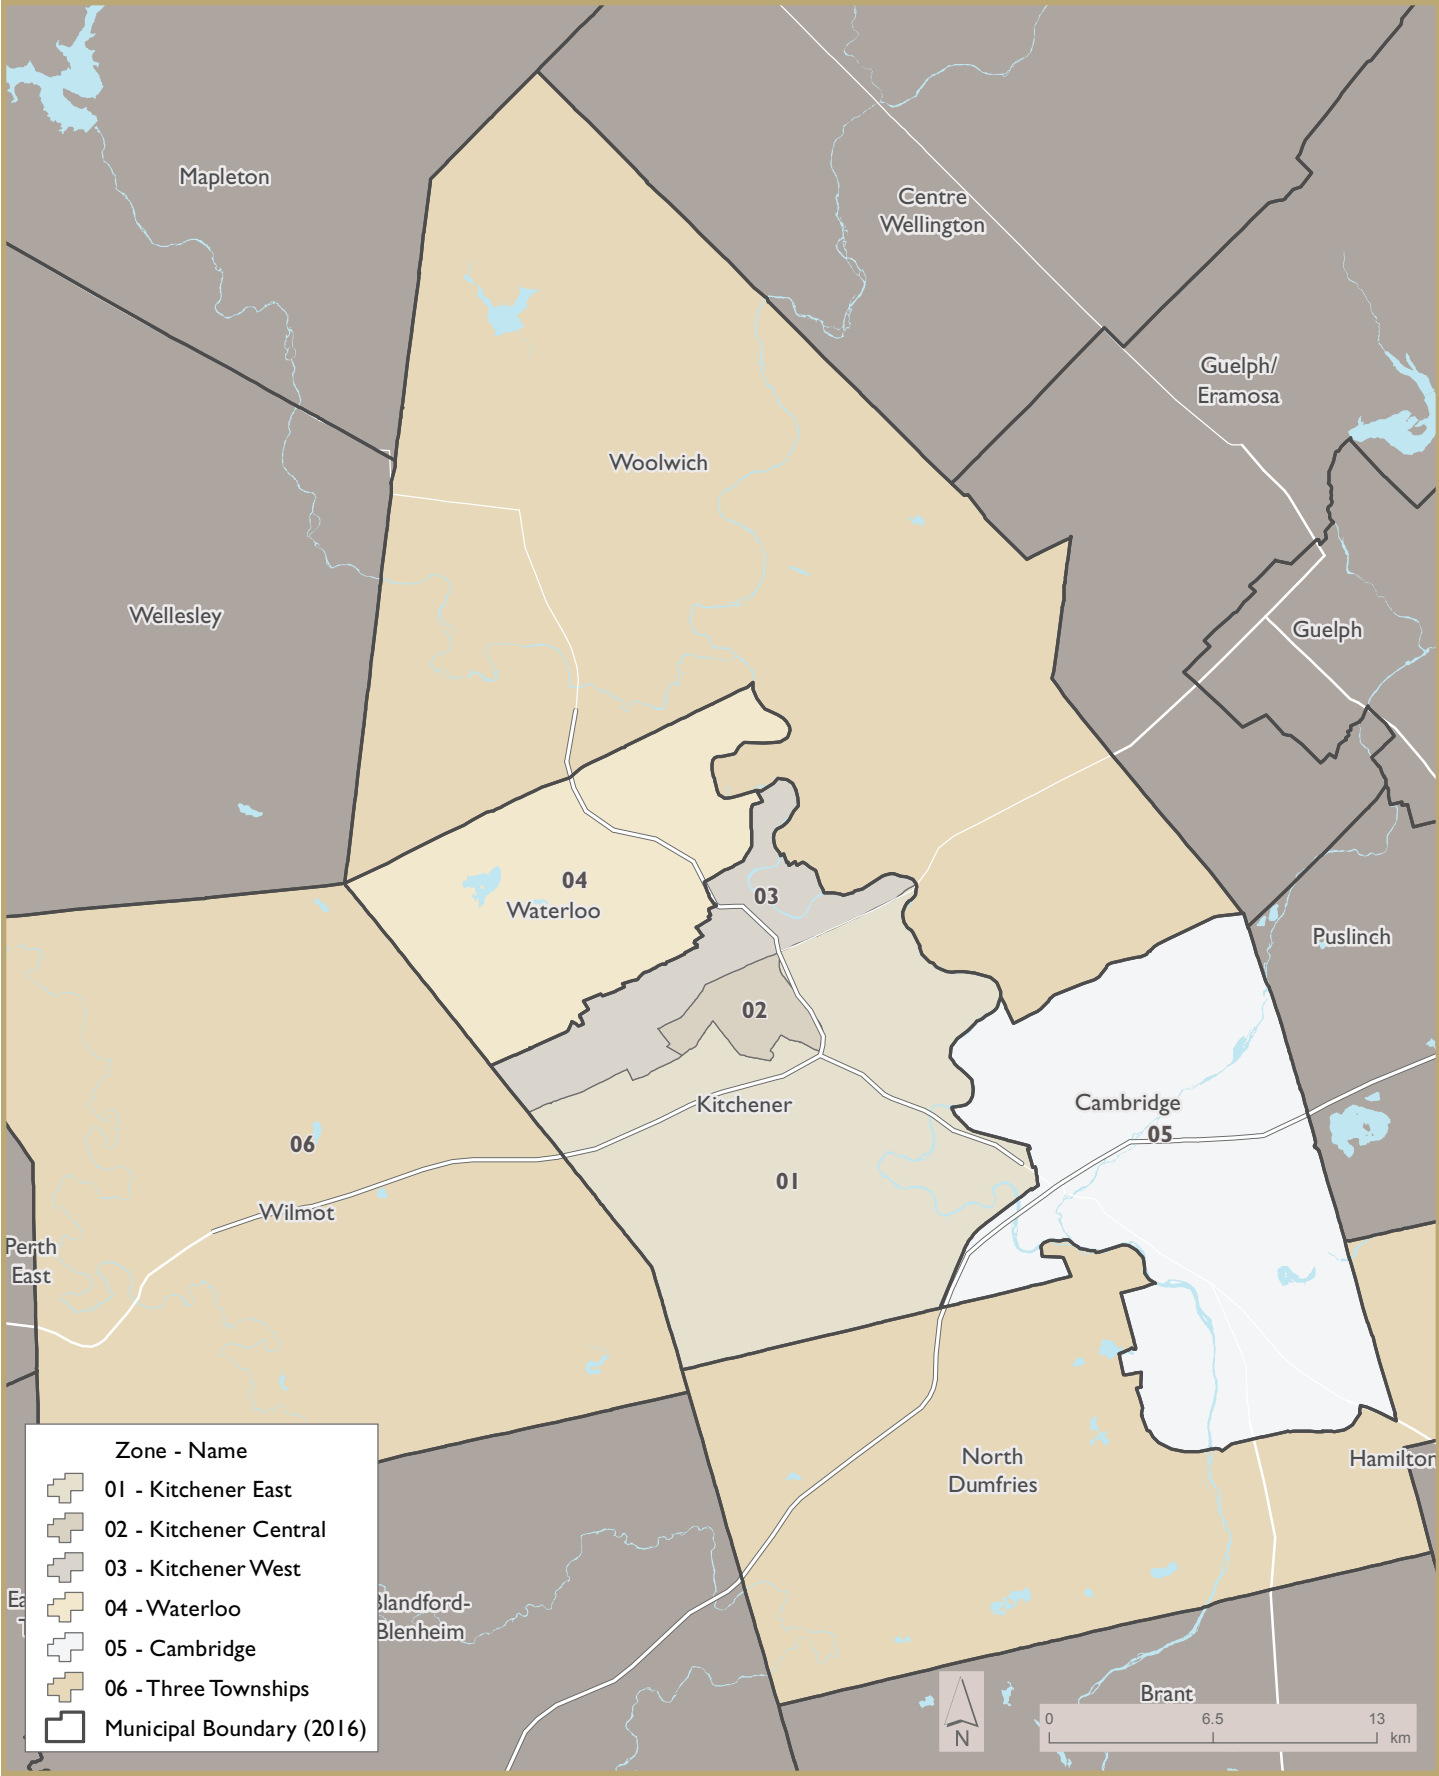 Mapleton
Centre
Wellington
Guelph/
Eramosa
Woolwich
Wellesley
Guelph
04
Waterloo
03
Puslinch
02
Cambridge
05
Kitchener
06
01
Wilmot
Perth
East
North
Dumfries
Hamilton
Blandford-
Blenheim
Brant
Zone - Name
01 - Kitchener East
02 - Kitchener Central
03 - Kitchener West
04 - Waterloo
05 - Cambridge
06 - Three Townships
Municipal Boundary (2016)
Ea
T
N
0 6.5 13
km